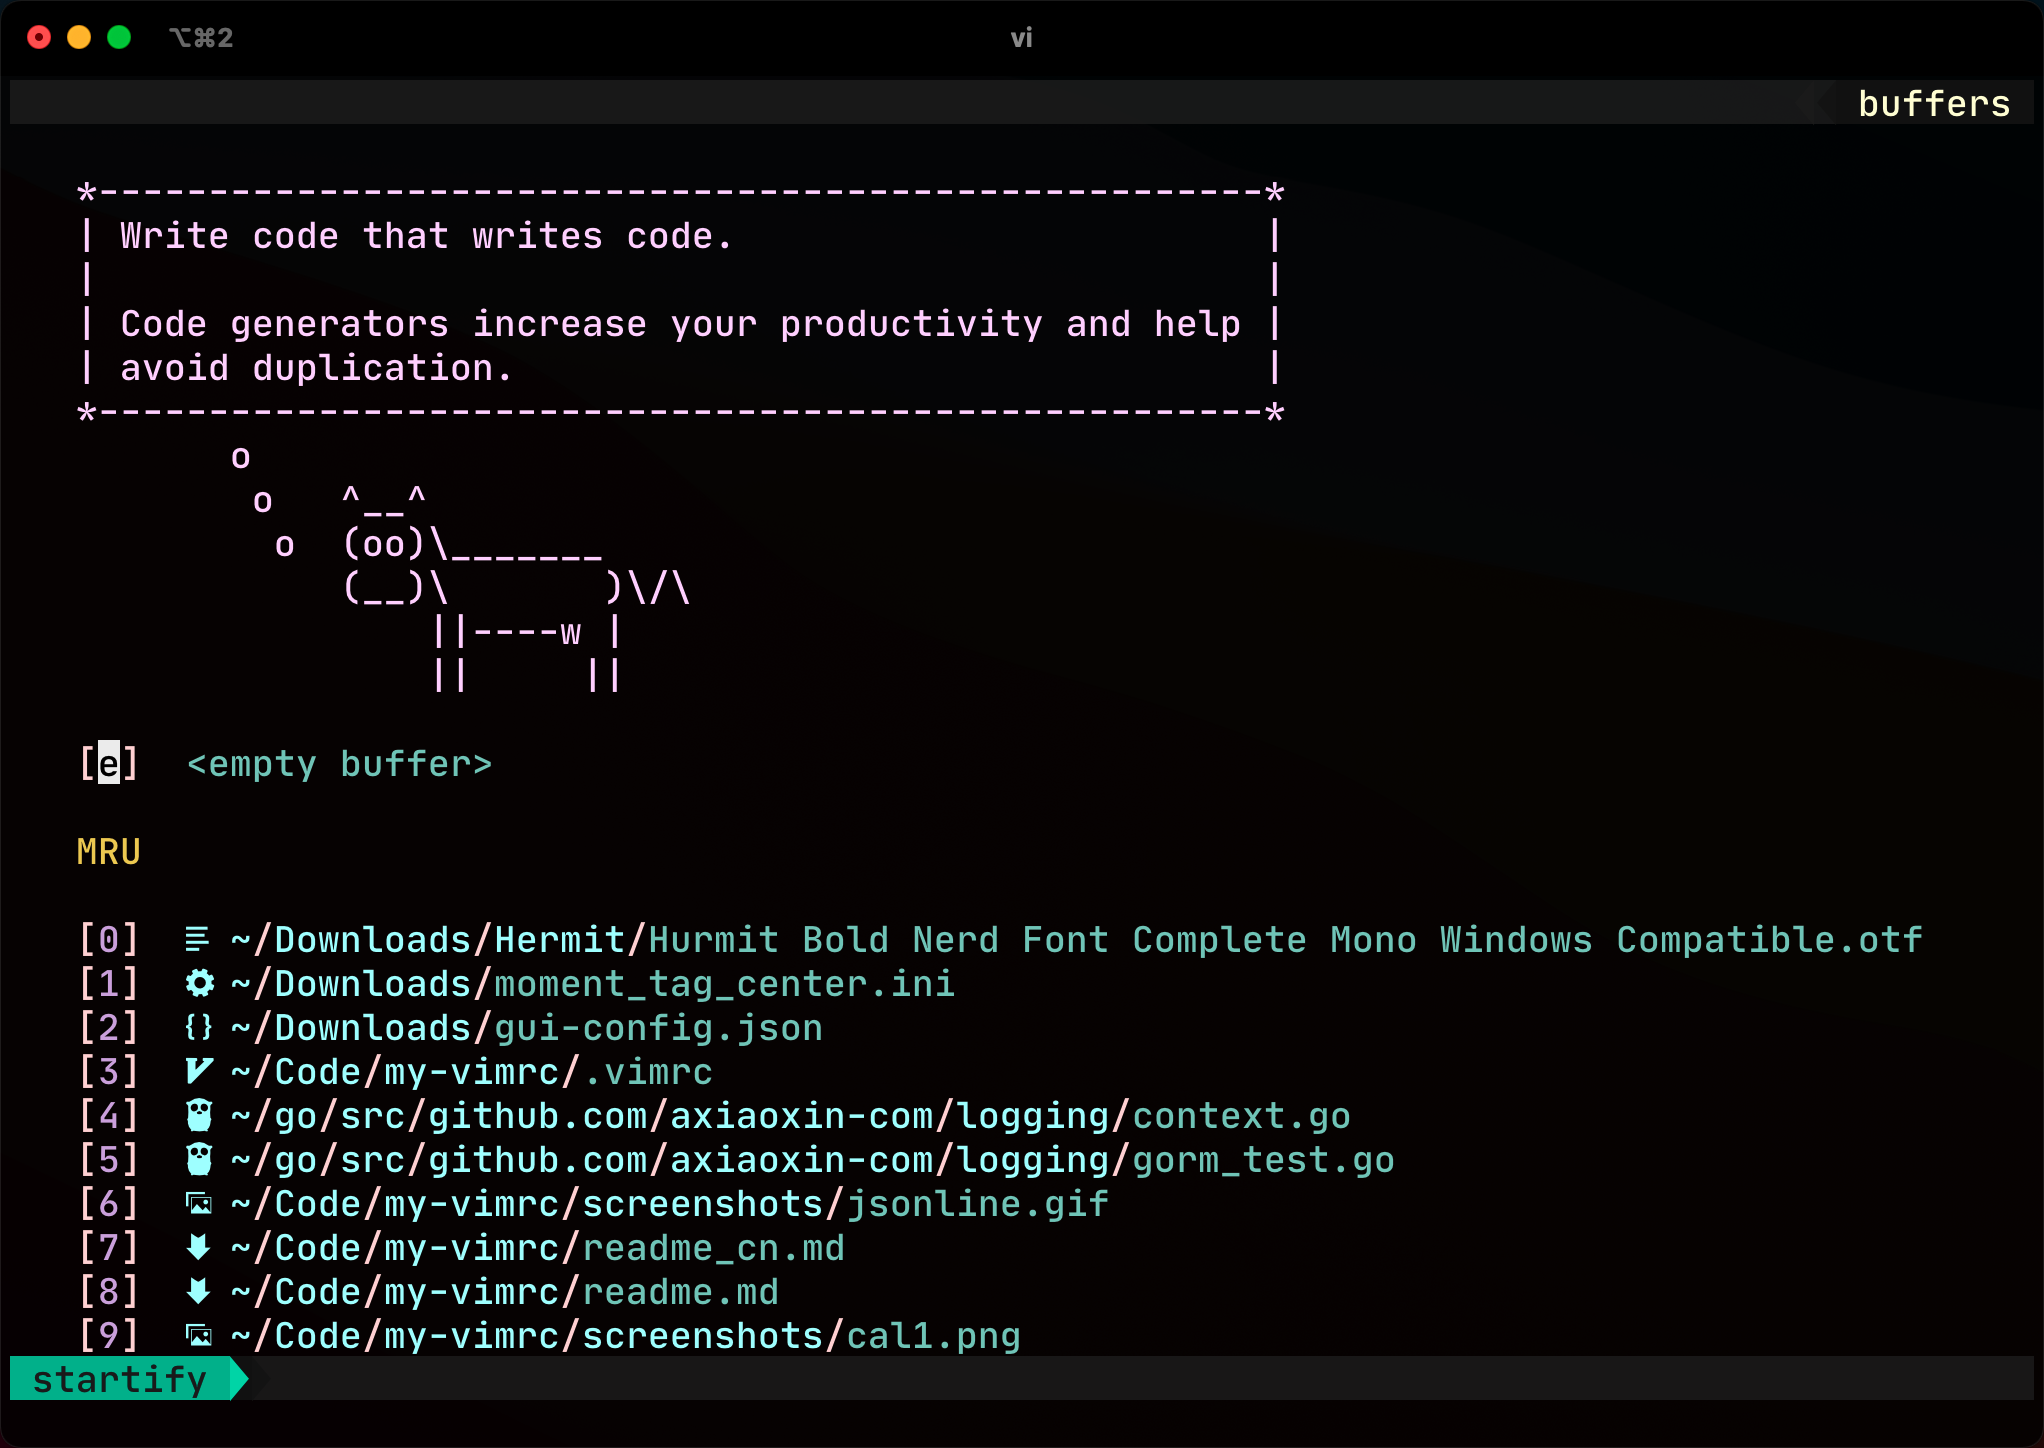 ⌥⌘2 vi
buffers
*-----------------------------------------------------*
| Write code that writes code.                        |
|                                                     |
| Code generators increase your productivity and help |
| avoid duplication.                                  |
*-----------------------------------------------------*
       o
        o   ^__^
         o  (oo)\_______
            (__)\       )\/\
                ||----w |
                ||     ||
[e]  <empty buffer>
MRU
[0] ~/Downloads/Hermit/Hurmit Bold Nerd Font Complete Mono Windows Compatible.otf
[1] ~/Downloads/moment_tag_center.ini
[2] {} ~/Downloads/gui-config.json
[3] ~/Code/my-vimrc/.vimrc
[4] ~/go/src/github.com/axiaoxin-com/logging/context.go
[5] ~/go/src/github.com/axiaoxin-com/logging/gorm_test.go
[6] ~/Code/my-vimrc/screenshots/jsonline.gif
[7] ~/Code/my-vimrc/readme_cn.md
[8] ~/Code/my-vimrc/readme.md
[9] ~/Code/my-vimrc/screenshots/cal1.png
startify